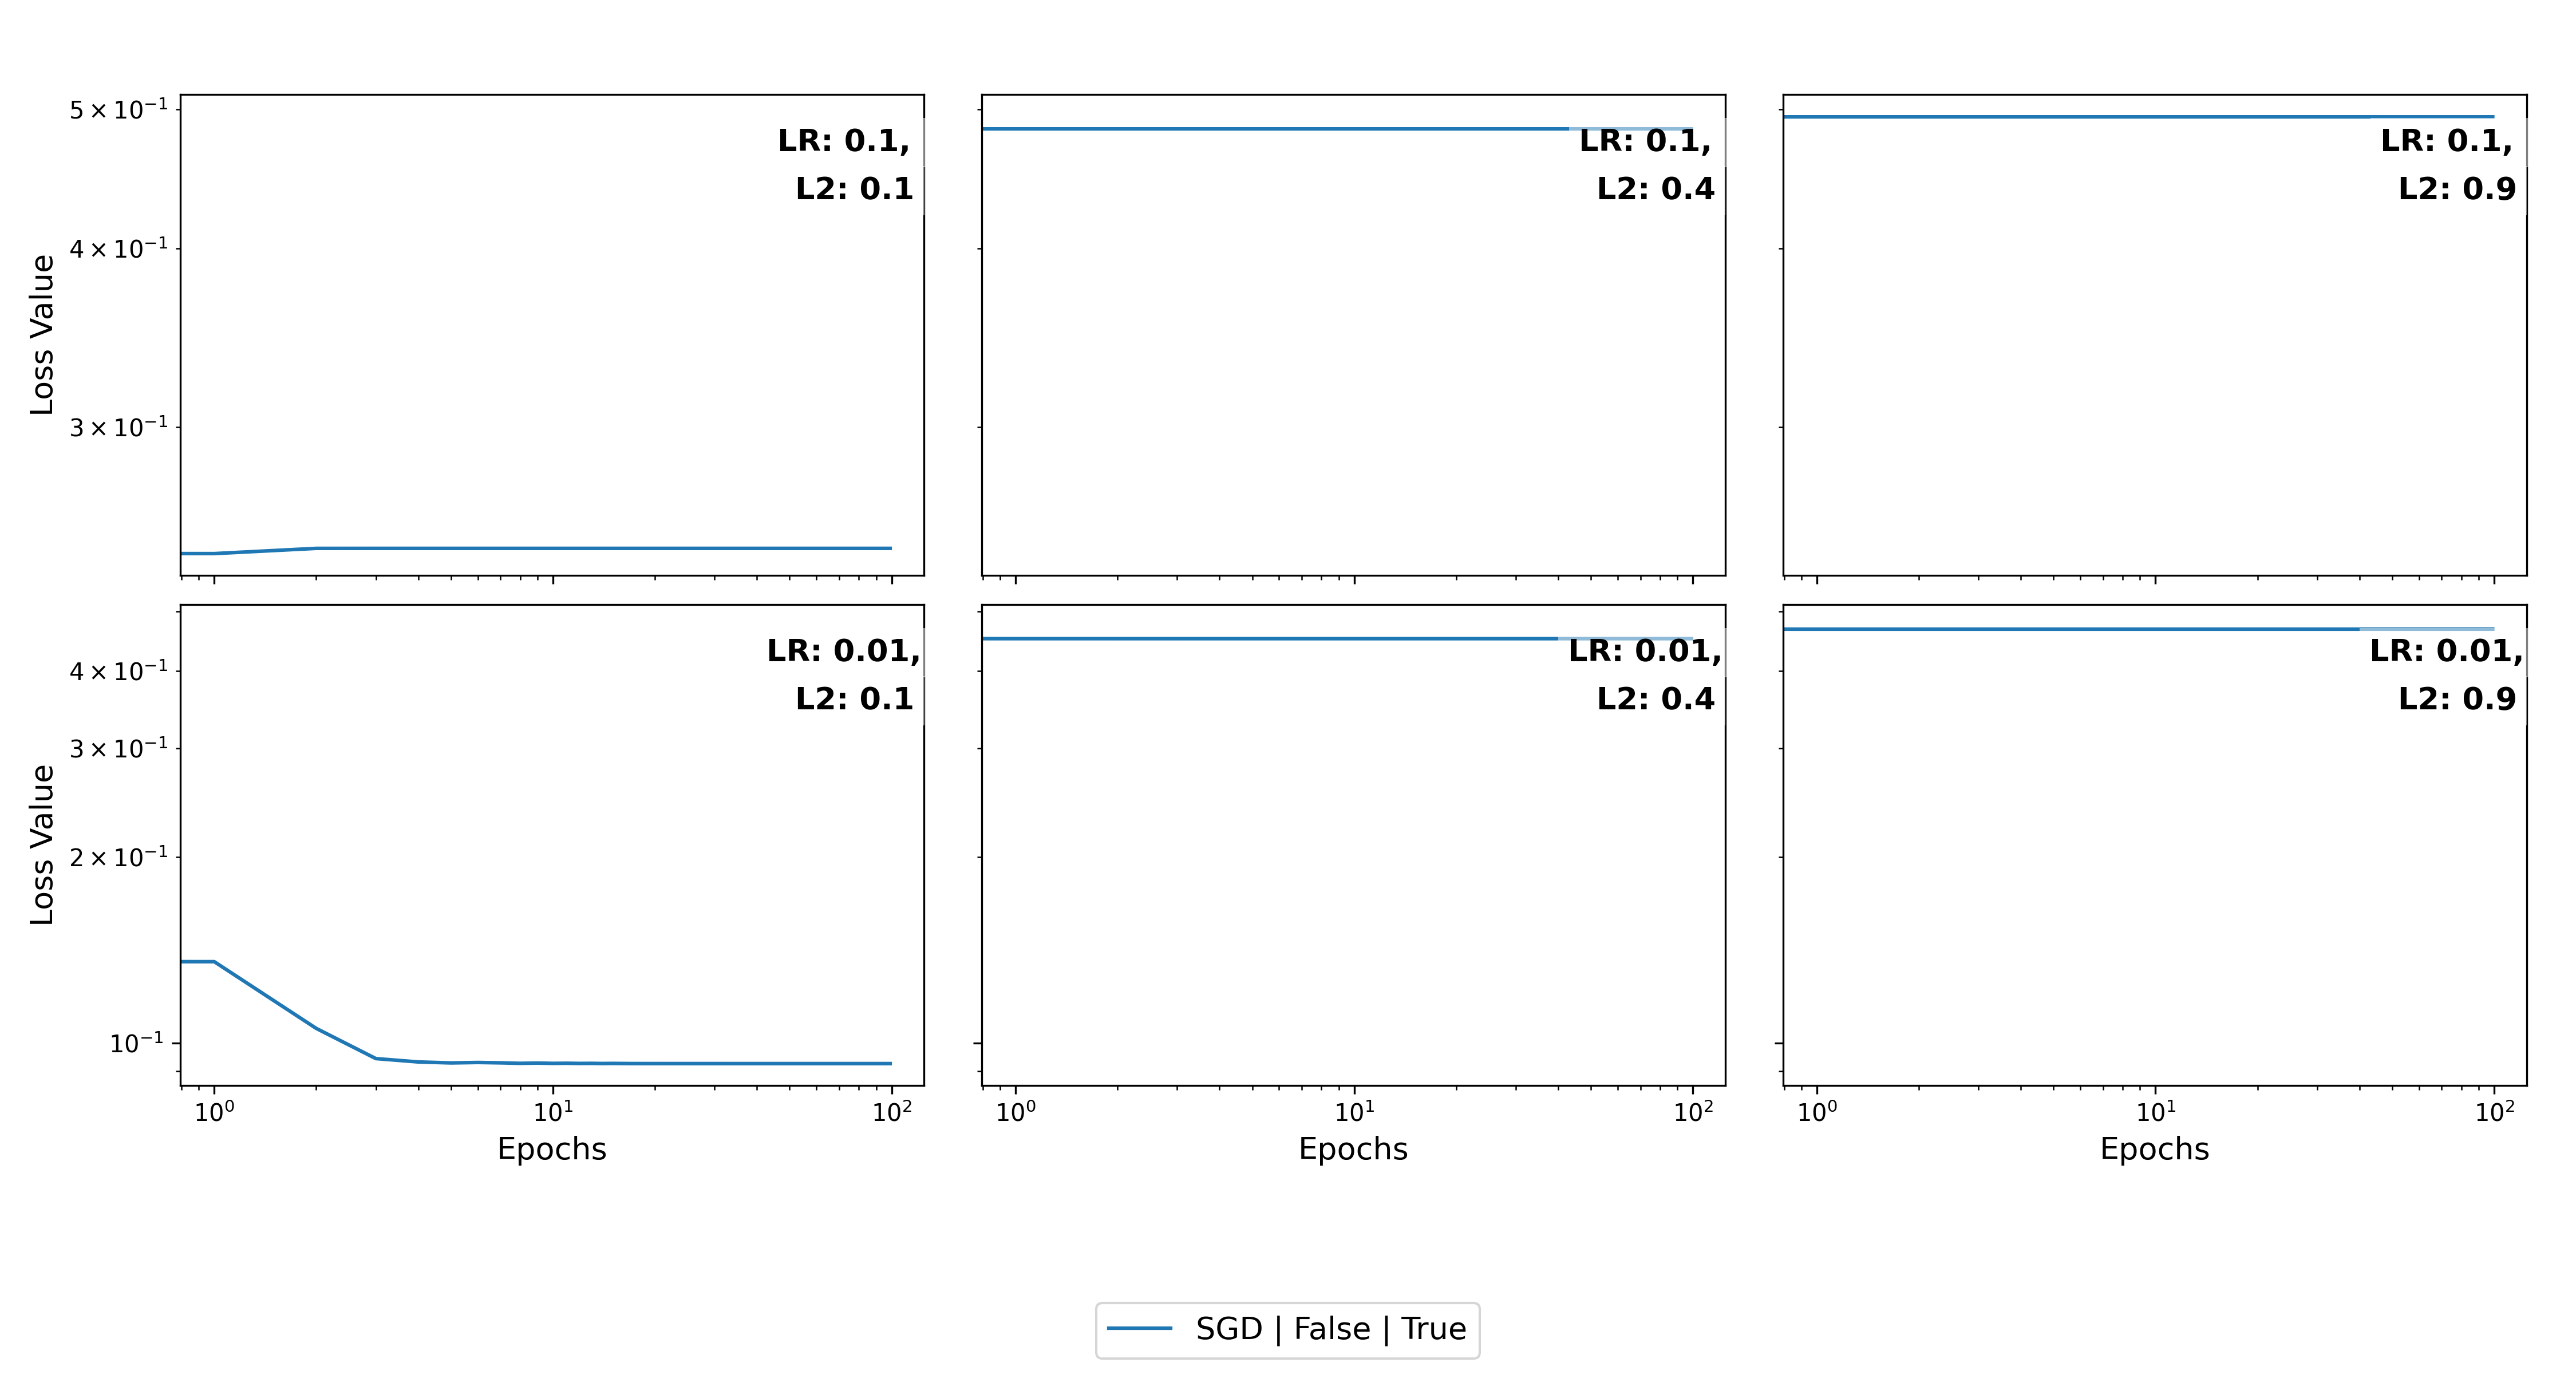 5 × 10⁻¹
4 × 10⁻¹
3 × 10⁻¹
Loss Value
LR: 0.1,
L2: 0.1
LR: 0.1,
L2: 0.4
LR: 0.1,
L2: 0.9
4 × 10⁻¹
3 × 10⁻¹
2 × 10⁻¹
10⁻¹
Loss Value
LR: 0.01,
L2: 0.1
LR: 0.01,
L2: 0.4
LR: 0.01,
L2: 0.9
10⁰ 10¹ 10²
Epochs
10⁰ 10¹ 10²
Epochs
10⁰ 10¹ 10²
Epochs
SGD | False | True